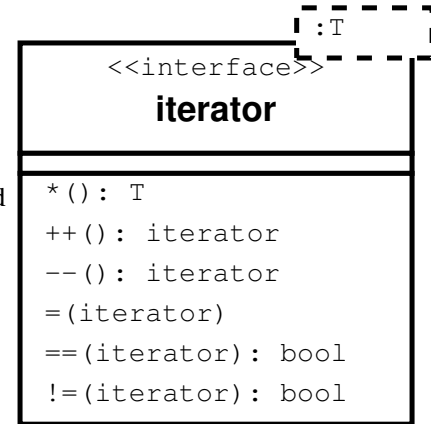 :T
<<interface>>
iterator
*(): T
++(): iterator
--(): iterator
=(iterator)
==(iterator): bool
!=(iterator): bool